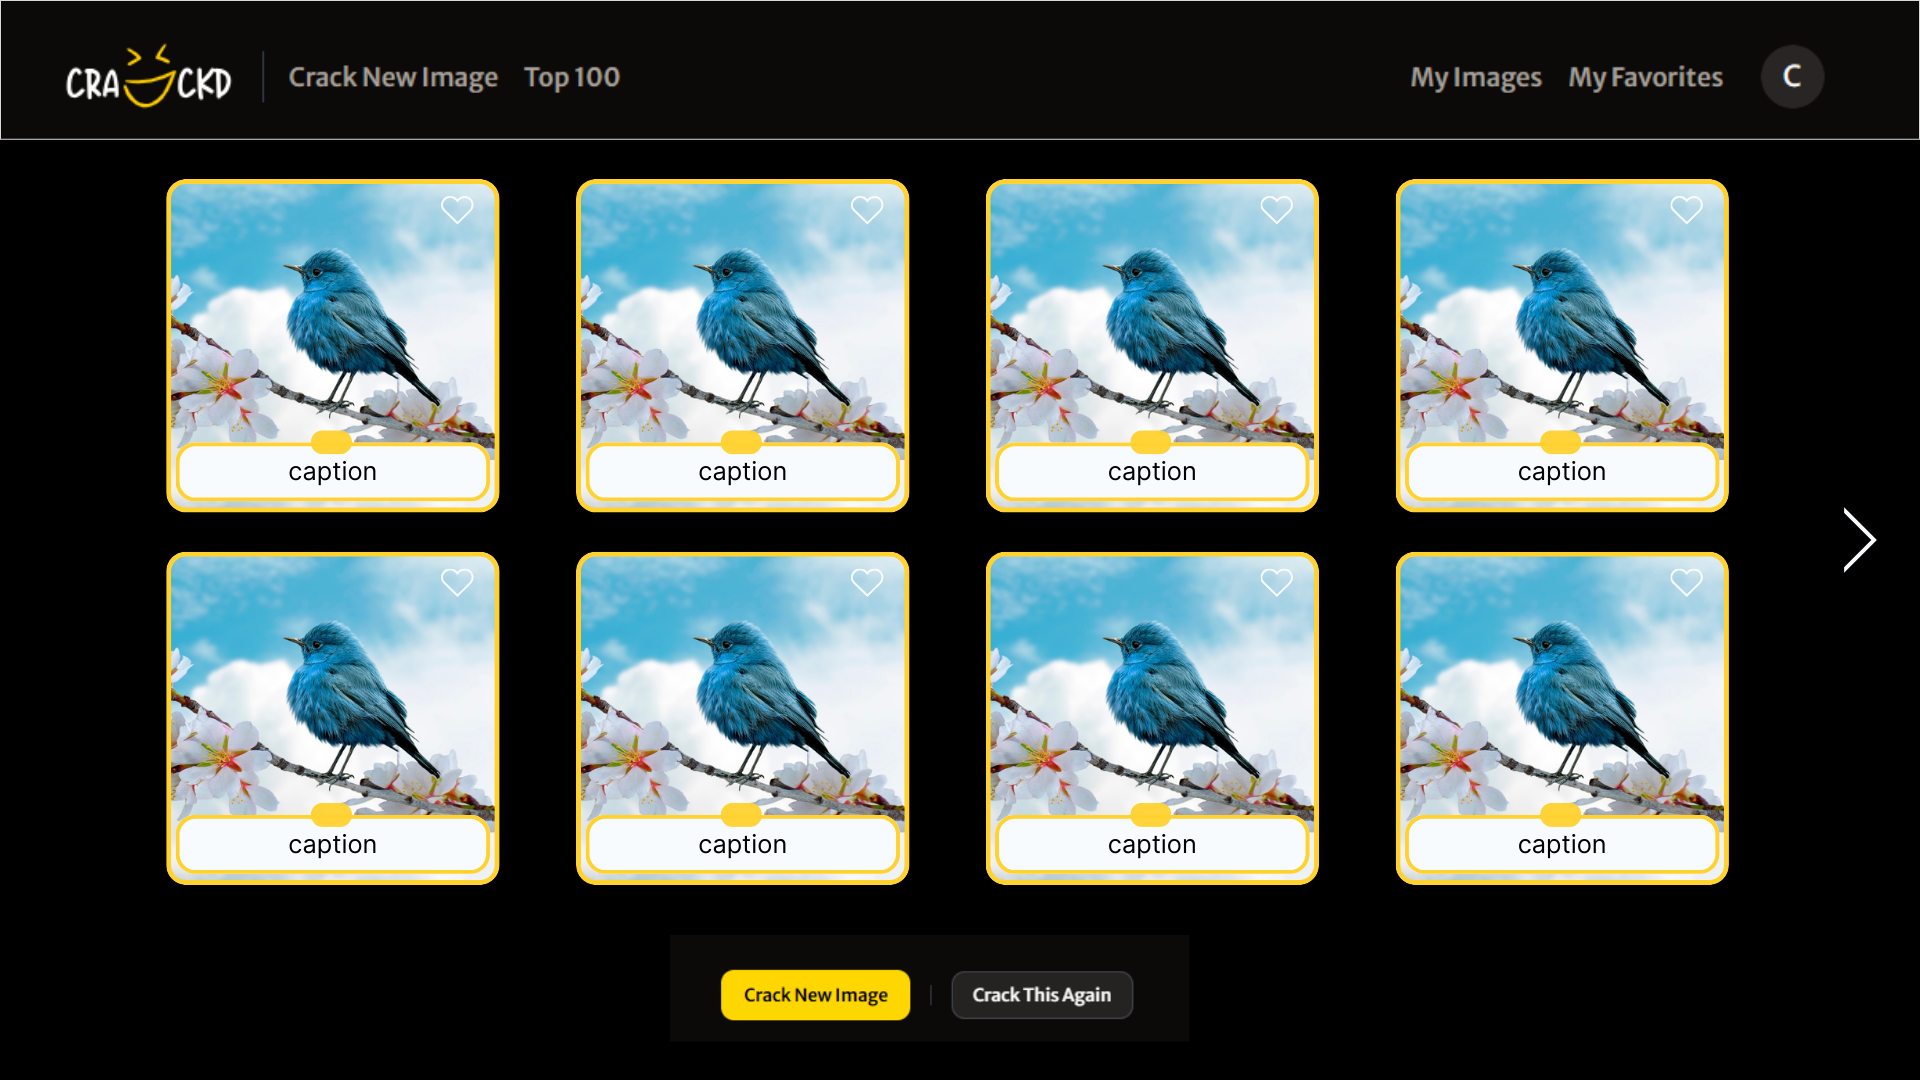 CRACKD
Crack New Image
Top 100
My Images
My Favorites
C
caption
caption
caption
caption
caption
caption
caption
caption
Crack New Image
Crack This Again